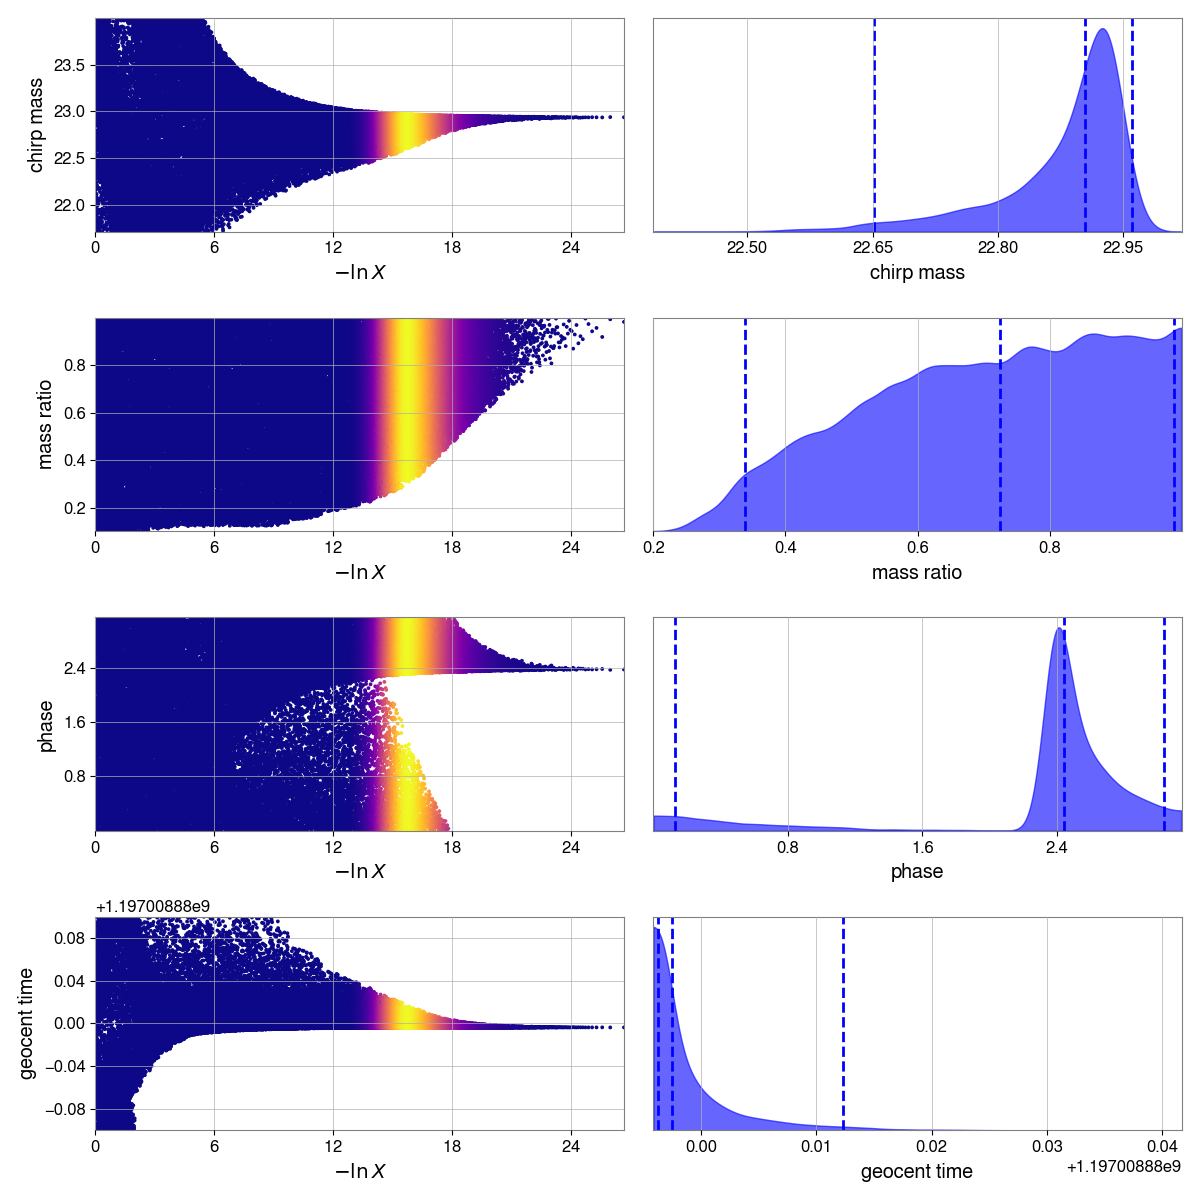 23.5
23.0
22.5
22.0
chirp mass
0 6 12 18 24
−ln X
22.50 22.65 22.80 22.95
chirp mass
0.8
0.6
0.4
0.2
mass ratio
0 6 12 18 24
−ln X
0.2 0.4 0.6 0.8
mass ratio
2.4
1.6
0.8
phase
0 6 12 18 24
−ln X
0.8 1.6 2.4
phase
+1.19700888e9
0.08
0.04
0.00
−0.04
−0.08
geocent time
0 6 12 18 24
−ln X
0.00 0.01 0.02 0.03 0.04
+1.19700888e9
geocent time